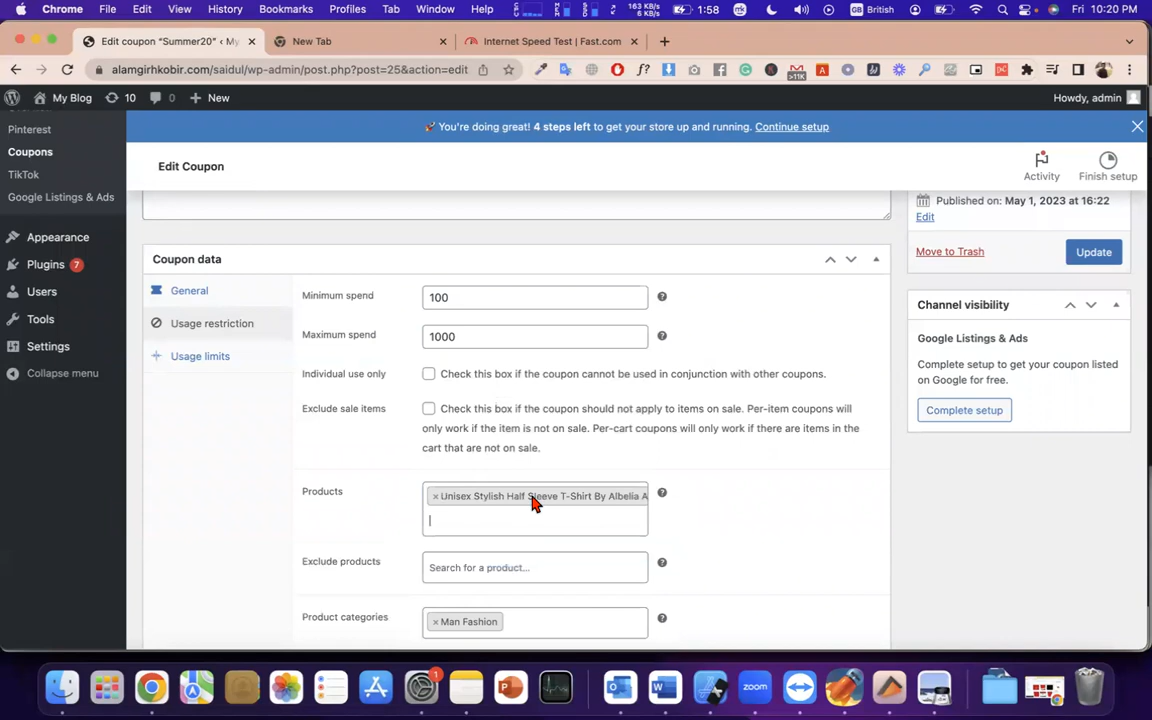 Chrome File Edit View History Bookmarks Profiles Tab Window Help 163 KB/s 6 KB/s 1:58 British Fri 10:20 PM
Edit coupon “Summer20” ‹ My × New Tab × Internet Speed Test | Fast.com × +
alamgirhkobir.com/saidul/wp-admin/post.php?post=25&action=edit
My Blog 10 0 + New Howdy, admin
Pinterest
Coupons
TikTok
Google Listings & Ads
Appearance
Plugins 7
Users
Tools
Settings
Collapse menu
🚀 You're doing great! 4 steps left to get your store up and running. Continue setup
Edit Coupon
Activity
Finish setup
Published on: May 1, 2023 at 16:22
Edit
Move to Trash Update
Coupon data
General
Usage restriction
Usage limits
Minimum spend 100
Maximum spend 1000
Individual use only Check this box if the coupon cannot be used in conjunction with other coupons.
Exclude sale items Check this box if the coupon should not apply to items on sale. Per-item coupons will
only work if the item is not on sale. Per-cart coupons will only work if there are items in the
cart that are not on sale.
Products × Unisex Stylish Half Sleeve T-Shirt By Albelia A
Exclude products Search for a product…
Product categories × Man Fashion
Channel visibility
Google Listings & Ads
Complete setup to get your coupon listed
on Google for free.
Complete setup
1
zoom